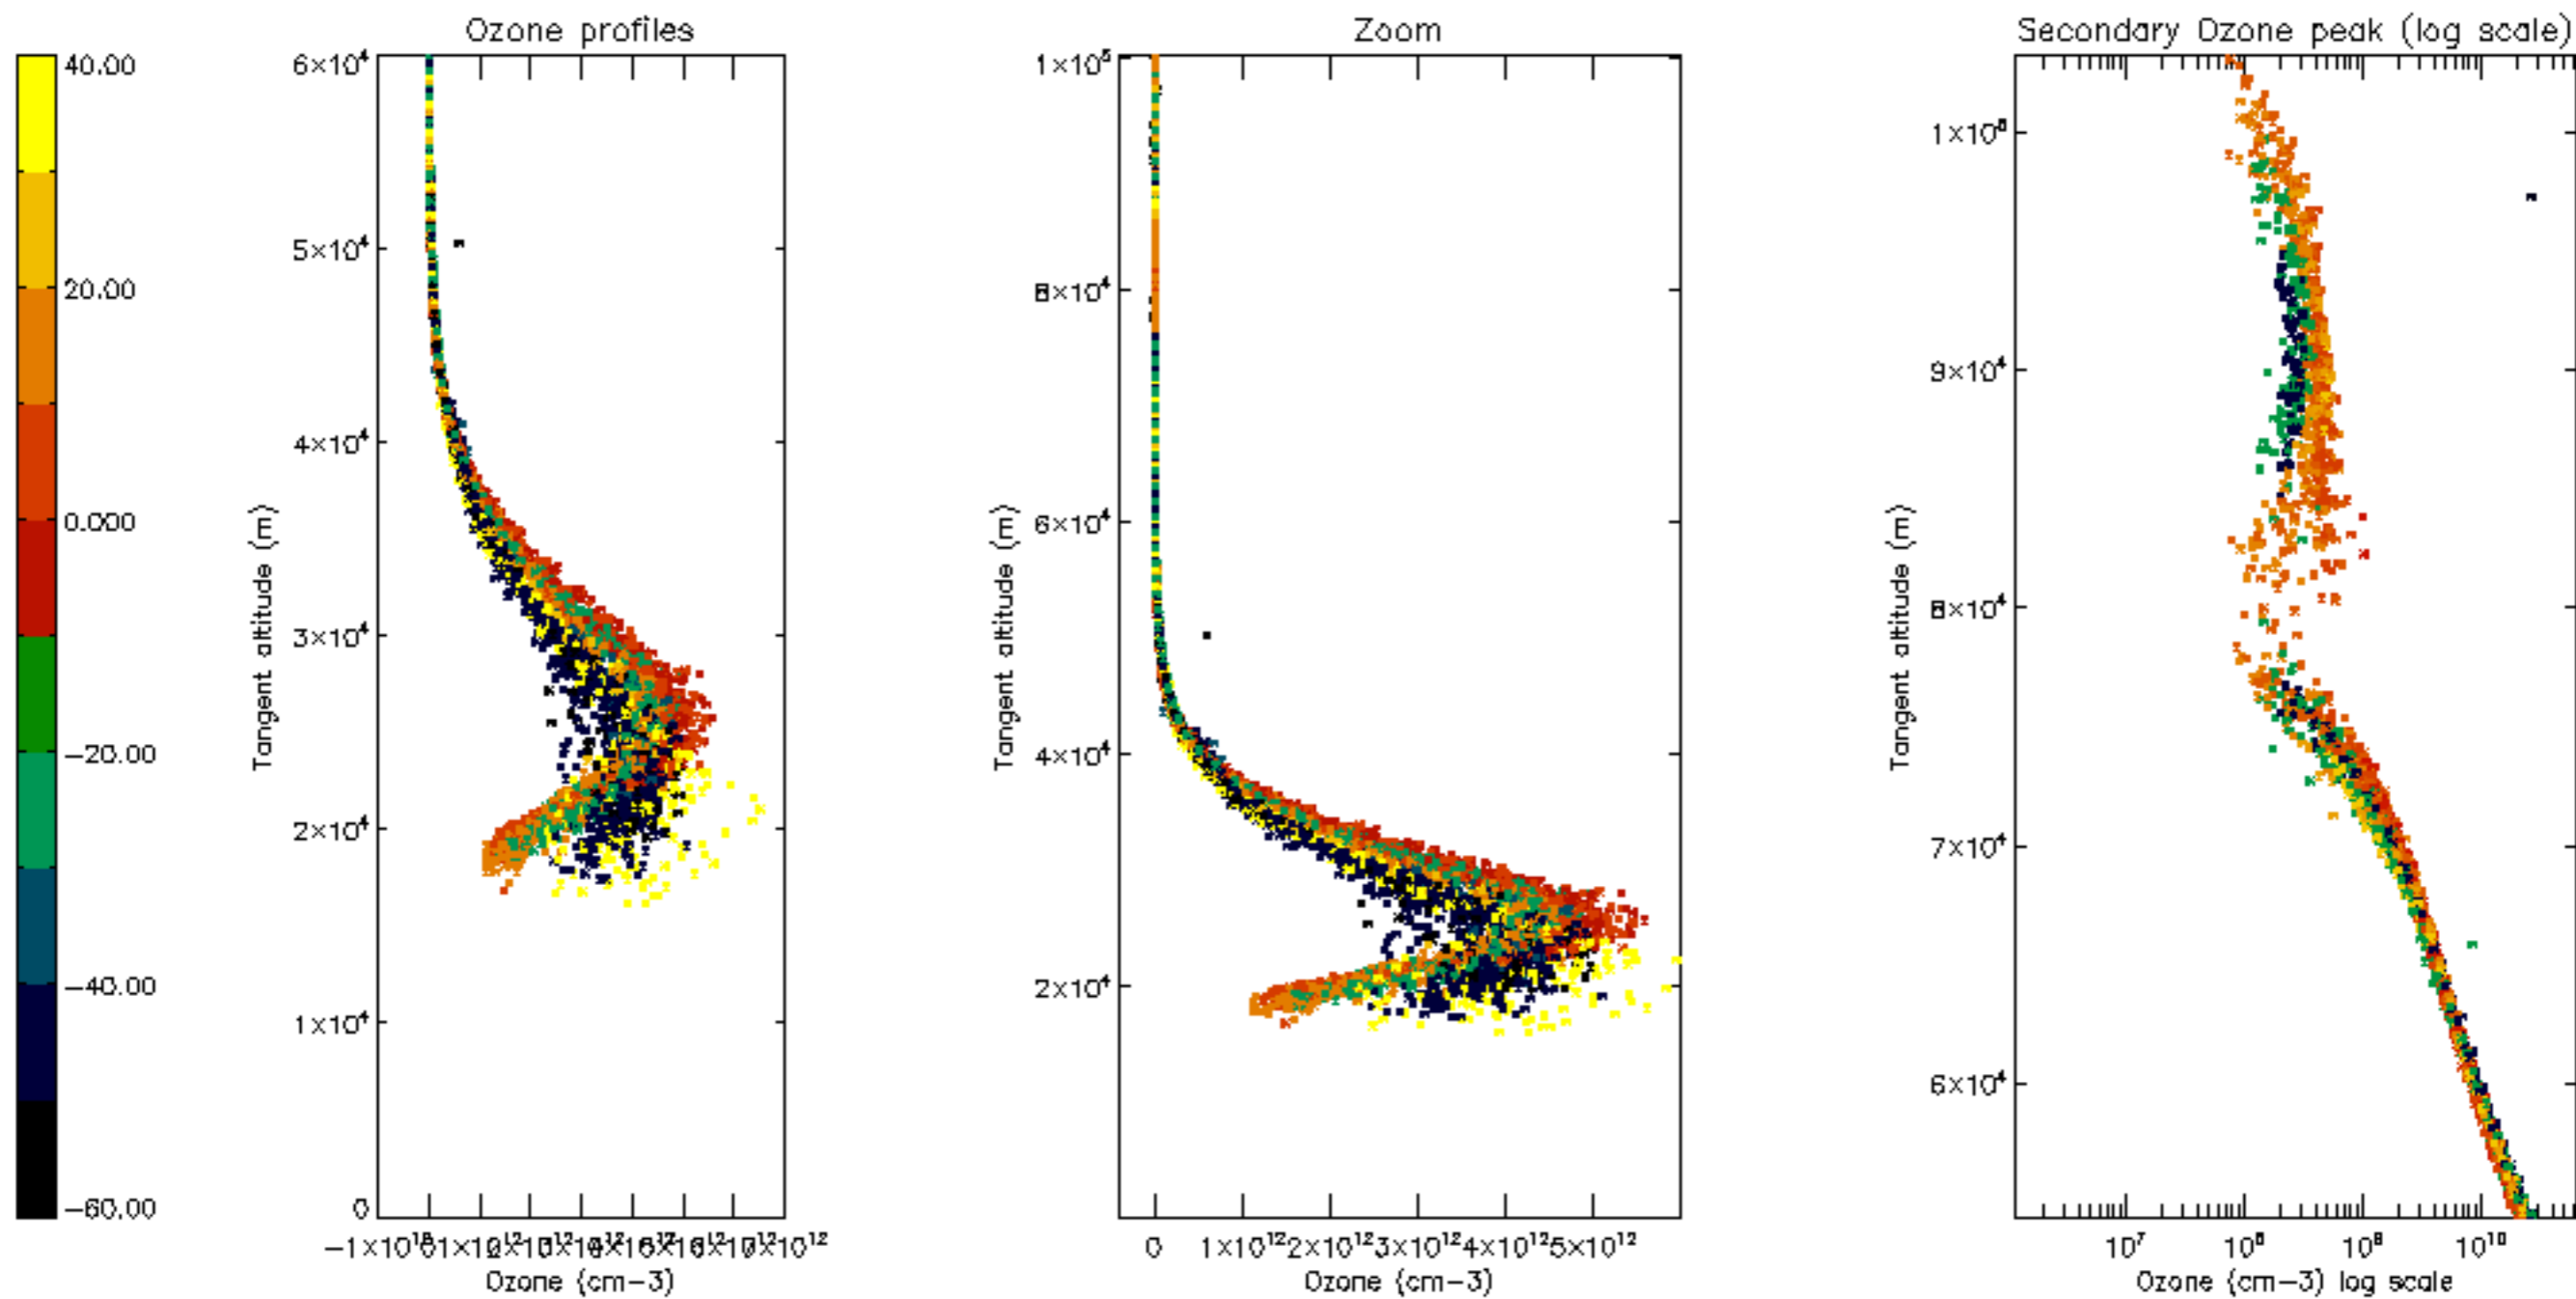 Ozone profiles
Zoom
Secondary Ozone peak (log scale)
40.00
20.00
0.000
−20.00
−40.00
−60.00
6×10⁴
5×10⁴
4×10⁴
3×10⁴
2×10⁴
1×10⁴
0
Tangent altitude (m)
Ozone (cm−3)
1×10⁵
8×10⁴
6×10⁴
4×10⁴
2×10⁴
Tangent altitude (m)
0 1×10¹² 2×10¹² 3×10¹² 4×10¹² 5×10¹²
Ozone (cm−3)
9×10⁴
8×10⁴
7×10⁴
6×10⁴
Tangent altitude (m)
10⁷ 10⁸ 10⁹ 10¹⁰
Ozone (cm−3) log scale